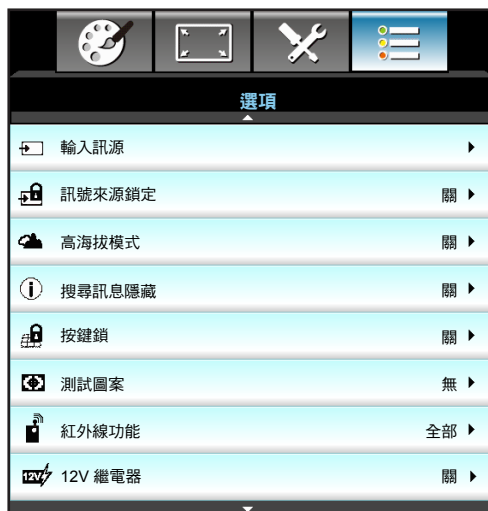 選項
輸入訊源
訊號來源鎖定 關
高海拔模式 關
搜尋訊息隱藏 關
按鍵鎖 關
測試圖案 無
紅外線功能 全部
12V 12V 繼電器 關